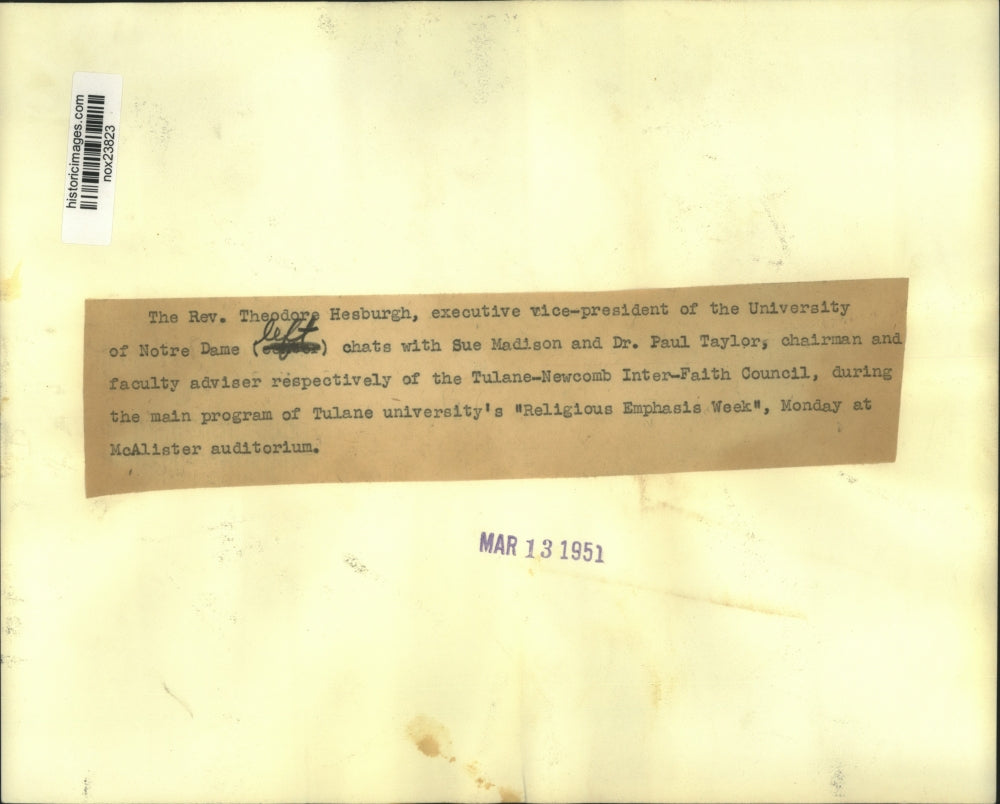 historicimages.com
nox23823
The Rev. Theodore Hesburgh, executive vice-president of the University
left
of Notre Dame ( ) chats with Sue Madison and Dr. Paul Taylor, chairman and
faculty adviser respectively of the Tulane-Newcomb Inter-Faith Council, during
the main program of Tulane university's "Religious Emphasis Week", Monday at
McAlister auditorium.
MAR 13 1951